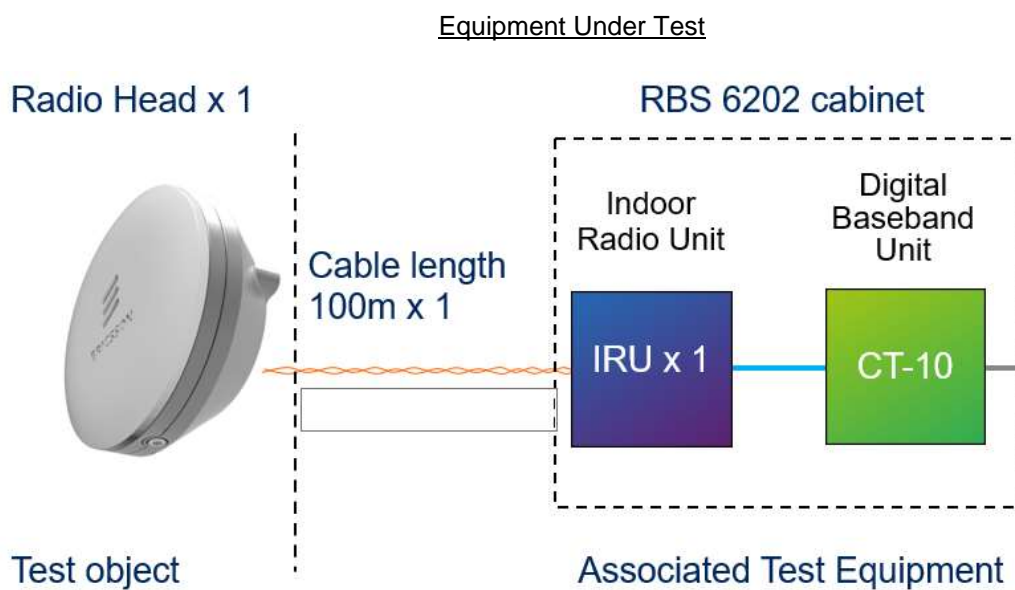 Equipment Under Test
Radio Head x 1
RBS 6202 cabinet
Indoor
Radio Unit
Digital
Baseband
Unit
Cable length
100m x 1
IRU x 1
CT-10
ERICSSON
Test object
Associated Test Equipment